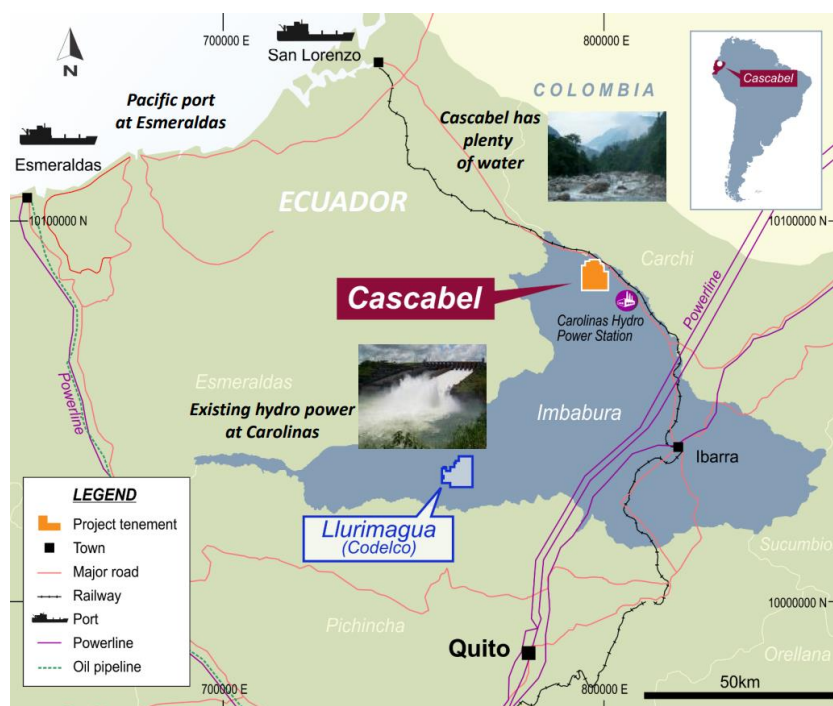 700000 E
800000 E
San Lorenzo
N
Pacific port
at Esmeraldas
COLOMBIA
Cascabel has
plenty
of water
Cascabel
Esmeraldas
10100000 N
10100000 N
ECUADOR
Carchi
Powerline
Cascabel
Carolinas Hydro
Power Station
Powerline
Esmeraldas
Existing hydro power
at Carolinas
Imbabura
Ibarra
Llurimagua
(Codelco)
LEGEND
Project tenement
Town
Major road
Railway
Port
Powerline
Oil pipeline
Sucumbio
10000000 N
Pichincha
Quito
Orellana
700000 E
800000 E
50km